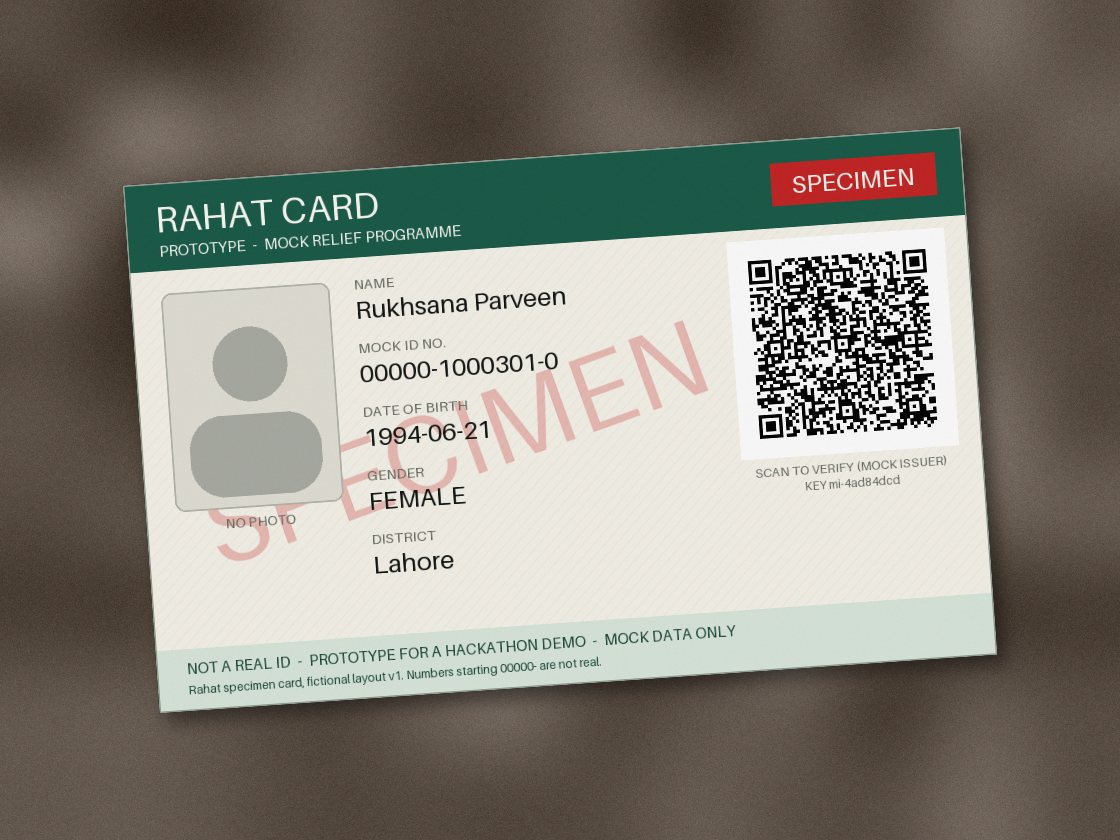 RAHAT CARD
PROTOTYPE - MOCK RELIEF PROGRAMME
SPECIMEN
NAME
Rukhsana Parveen
MOCK ID NO.
00000-1000301-0
DATE OF BIRTH
1994-06-21
GENDER
FEMALE
DISTRICT
Lahore
NO PHOTO
SPECIMEN
SCAN TO VERIFY (MOCK ISSUER)
KEY mi-4ad84dcd
NOT A REAL ID - PROTOTYPE FOR A HACKATHON DEMO - MOCK DATA ONLY
Rahat specimen card, fictional layout v1. Numbers starting 00000- are not real.